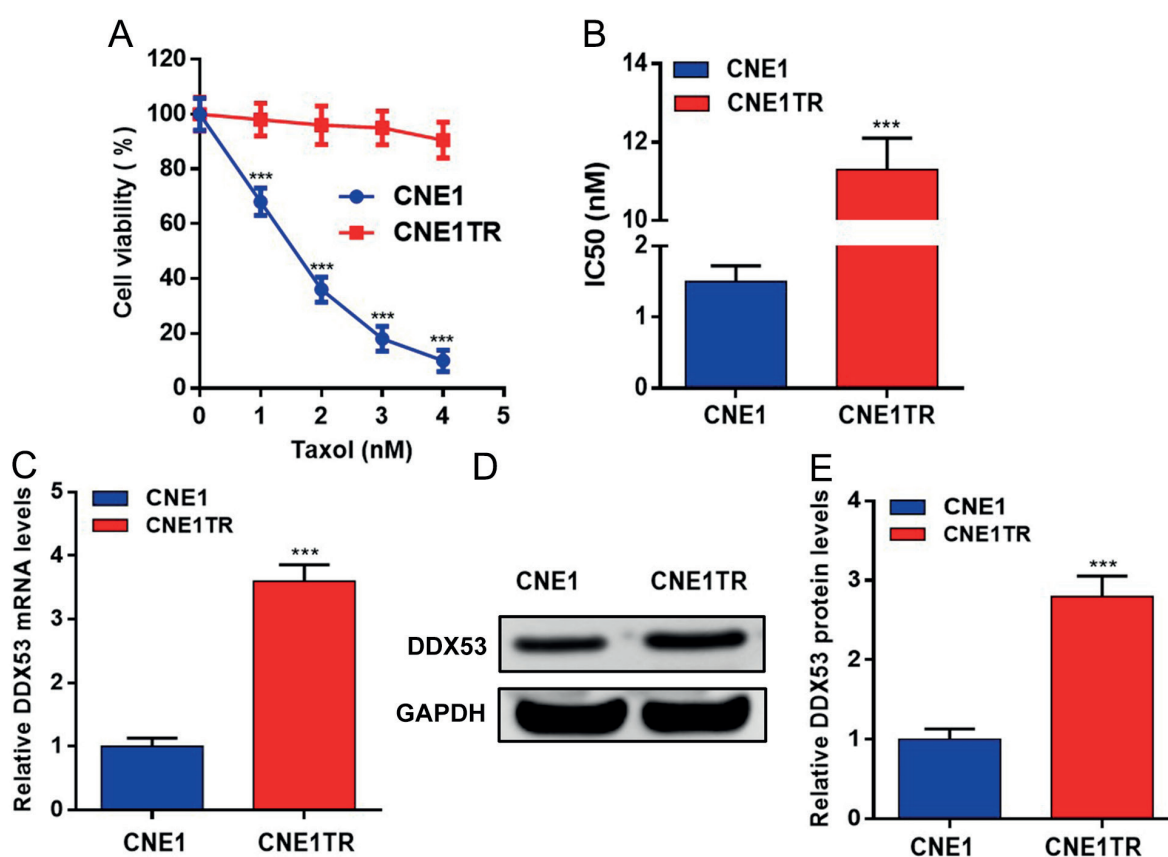 A
120
100
80
60
40
20
0
Cell viability ( %)
***
***
***
***
CNE1
CNE1TR
0 1 2 3 4 5
Taxol (nM)
B
14
12
10
2
1
0
IC50 (nM)
CNE1
CNE1TR
***
CNE1 CNE1TR
C
5
4
3
2
1
0
Relative DDX53 mRNA levels
CNE1
CNE1TR
***
CNE1 CNE1TR
D
CNE1 CNE1TR
DDX53
GAPDH
E
4
3
2
1
0
Relative DDX53 protein levels
CNE1
CNE1TR
***
CNE1 CNE1TR